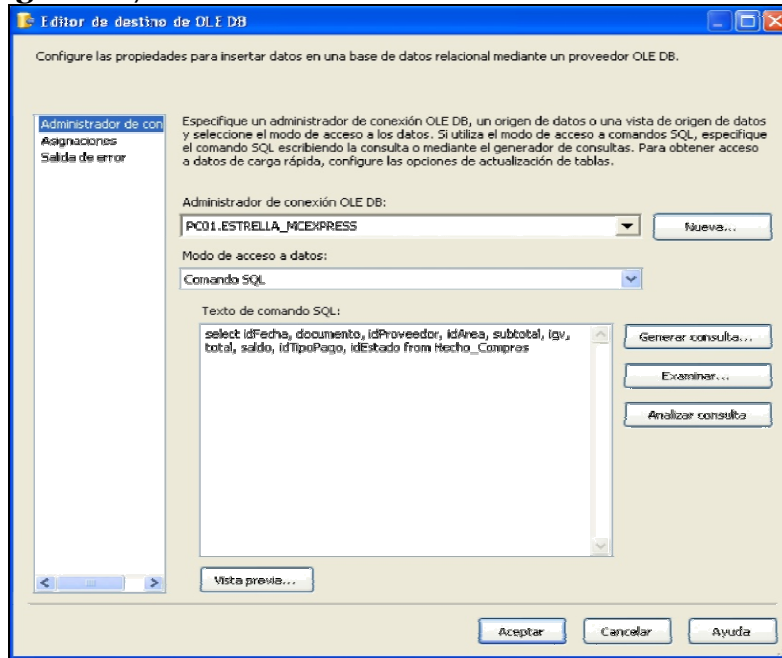 Editor de destino de OLE DB
Configure las propiedades para insertar datos en una base de datos relacional mediante un proveedor OLE DB.
Administrador de con
Asignaciones
Salida de error
Especifique un administrador de conexión OLE DB, un origen de datos o una vista de origen de datos
y seleccione el modo de acceso a los datos. Si utiliza el modo de acceso a comandos SQL, especifique
el comando SQL escribiendo la consulta o mediante el generador de consultas. Para obtener acceso
a datos de carga rápida, configure las opciones de actualización de tablas.
Administrador de conexión OLE DB:
PC01.ESTRELLA_MCEXPRESS
Nueva...
Modo de acceso a datos:
Comando SQL
Texto de comando SQL:
select idFecha, documento, idProveedor, idArea, subtotal, igv,
total, saldo, idTipoPago, idEstado from Hecho_Compras
Generar consulta...
Examinar...
Analizar consulta
Vista previa...
Aceptar
Cancelar
Ayuda